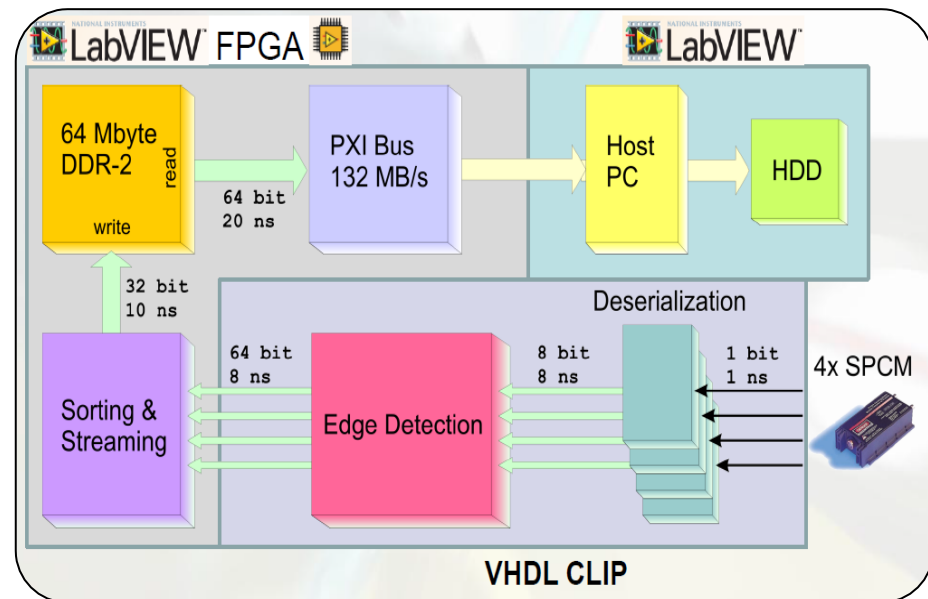 NATIONAL INSTRUMENTS
LabVIEW™ FPGA
NATIONAL INSTRUMENTS
LabVIEW™
64 Mbyte
DDR-2
read
write
64 bit
20 ns
PXI Bus
132 MB/s
Host
PC
HDD
32 bit
10 ns
Deserialization
Sorting &
Streaming
64 bit
8 ns
Edge Detection
8 bit
8 ns
1 bit
1 ns
4x SPCM
VHDL CLIP